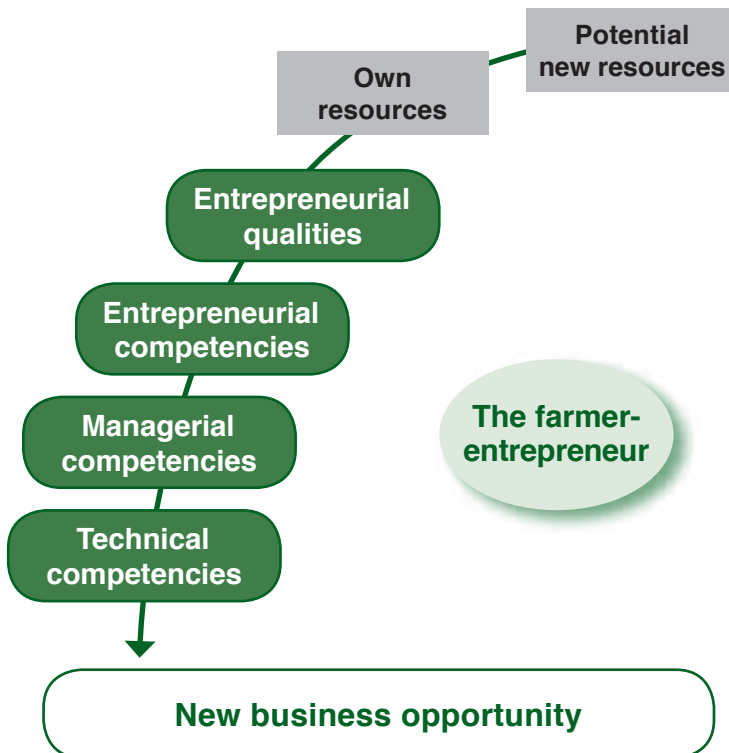 Potential
new resources
Own
resources
Entrepreneurial
qualities
Entrepreneurial
competencies
Managerial
competencies
The farmer-
entrepreneur
Technical
competencies
New business opportunity